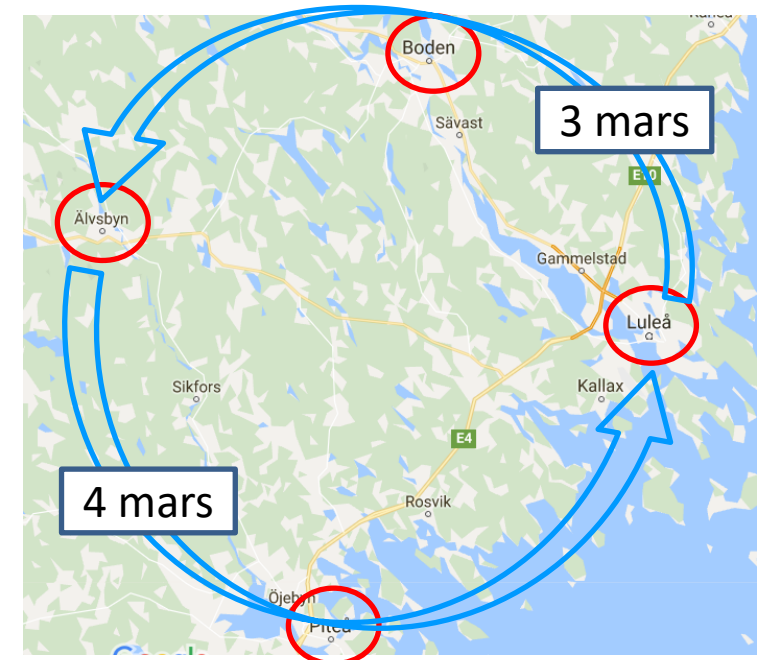 Boden
Sävast
3 mars
E10
Älvsbyn
Gammelstad
Luleå
Sikfors
Kallax
E4
4 mars
Rosvik
Öjebyn
Piteå